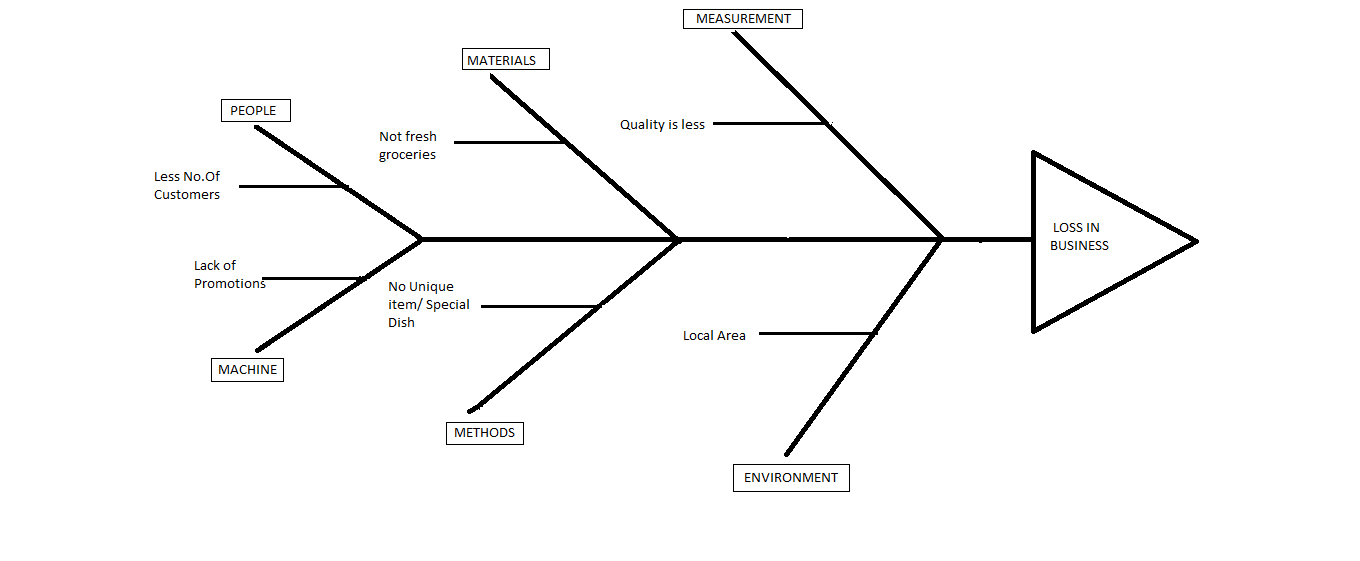 MEASUREMENT
MATERIALS
PEOPLE
Quality is less
Not fresh
groceries
Less No.Of
Customers
LOSS IN
BUSINESS
Lack of
Promotions
No Unique
item/ Special
Dish
Local Area
MACHINE
METHODS
ENVIRONMENT